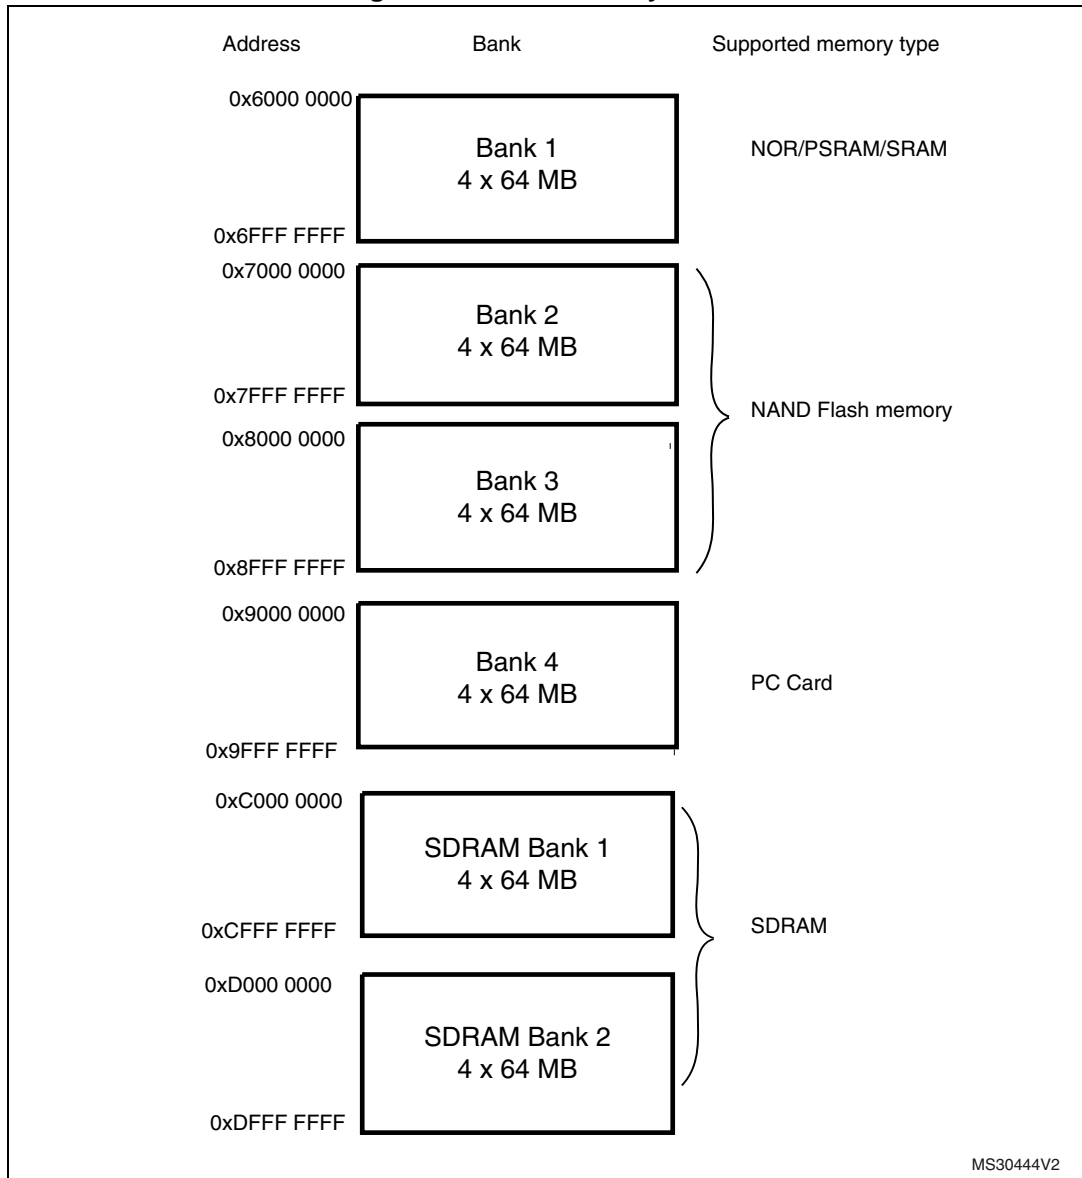 Address Bank Supported memory type
0x6000 0000
Bank 1
4 x 64 MB
NOR/PSRAM/SRAM
0x6FFF FFFF
0x7000 0000
Bank 2
4 x 64 MB
0x7FFF FFFF
NAND Flash memory
0x8000 0000
Bank 3
4 x 64 MB
0x8FFF FFFF
0x9000 0000
Bank 4
4 x 64 MB
PC Card
0x9FFF FFFF
0xC000 0000
SDRAM Bank 1
4 x 64 MB
0xCFFF FFFF
SDRAM
0xD000 0000
SDRAM Bank 2
4 x 64 MB
0xDFFF FFFF
MS30444V2